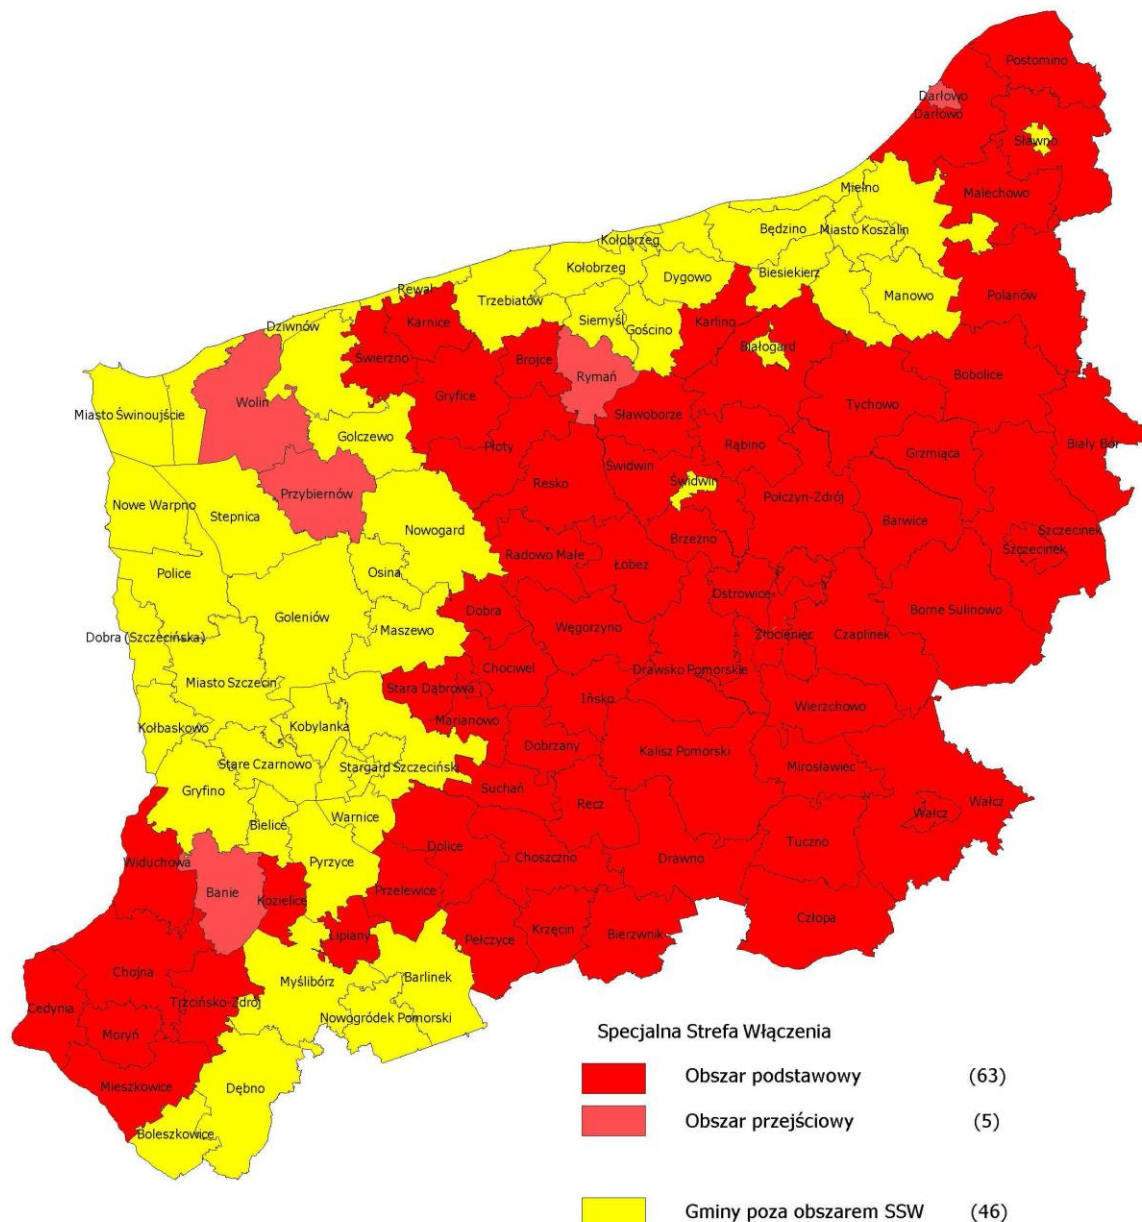 Postomino
Darłowo
Darłowo
Sławno
Mielno
Malechowo
Kołobrzeg
Będzino
Miasto Koszalin
Kołobrzeg
Dygowo
Biesiekierz
Rewal
Trzebiatów
Manowo
Polanów
Dziwnów
Karnice
Siemyśl
Gościno
Karlino
Świerzno
Brojce
Białogard
Rymań
Bobolice
Gryfice
Tychowo
Wolin
Miasto Świnoujście
Sławoborze
Golczewo
Płoty
Rąbino
Biały Bór
Grzmiąca
Świdwin
Resko
Świdwin
Przybiernów
Połczyn-Zdrój
Nowe Warpno
Stepnica
Barwice
Nowogard
Szczecinek
Brzeżno
Szczecinek
Radowo Małe
Łobez
Police
Osina
Ostrowice
Dobra
Borne Sulinowo
Goleniów
Węgorzyno
Maszewo
Złocieniec
Czaplinek
Dobra (Szczecińska)
Chociwel
Drawsko Pomorskie
Miasto Szczecin
Stara Dąbrowa
Ińsko
Wierzchowo
Marianowo
Kołbaskowo
Kobylanka
Dobrzany
Kalisz Pomorski
Stare Czarnowo
Stargard Szczeciński
Mirosławiec
Gryfino
Suchań
Recz
Wałcz
Wałcz
Bielice
Warnice
Tuczno
Dolice
Widuchowa
Pyrzyce
Choszczno
Drawno
Banie
Kozielice
Przelewice
Człopa
Lipiany
Pełczyce
Krzęcin
Bierzwnik
Chojna
Myślibórz
Barlinek
Cedynia
Trzcińsko-Zdrój
Nowogródek Pomorski
Moryń
Mieszkowice
Dębno
Boleszkowice
Specjalna Strefa Włączenia
Obszar podstawowy (63)
Obszar przejściowy (5)
Gminy poza obszarem SSW (46)